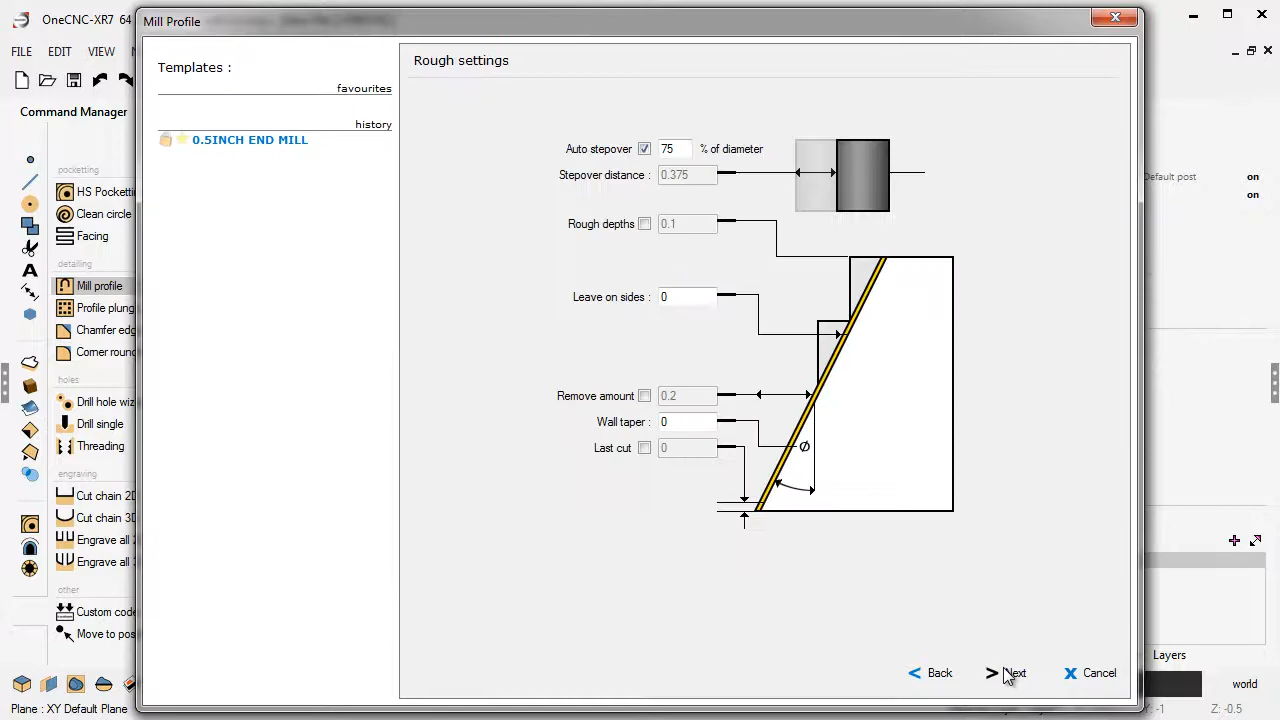 Mill Profile
OneCNC-XR7 64
FILE EDIT VIEW
Command Manager
pocketting
HS Pocketting
Clean circle
Facing
detailing
Mill profile
Profile plung
Chamfer edg
Corner round
holes
Drill hole wiz
Drill single
Threading
engraving
Cut chain 2D
Cut chain 3D
Engrave all 2
Engrave all 3
other
Custom code
Move to pos
Plane : XY Default Plane
Templates :
favourites
history
0.5INCH END MILL
Rough settings
Auto stepover 75 % of diameter
Stepover distance : 0.375
Rough depths 0.1
Leave on sides : 0
Remove amount 0.2
Wall taper : 0
Last cut 0
Ø
< Back
> Next
X Cancel
Default post on
on
Layers
world
Y: -1 Z: -0.5